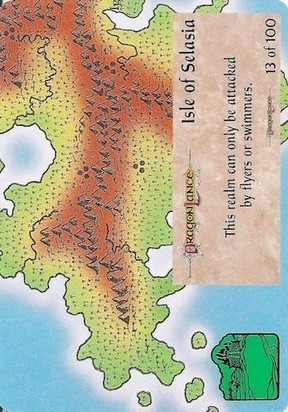 Isle of Selasia
DragonLance
This realm can only be attacked
by flyers or swimmers.
13 of 100